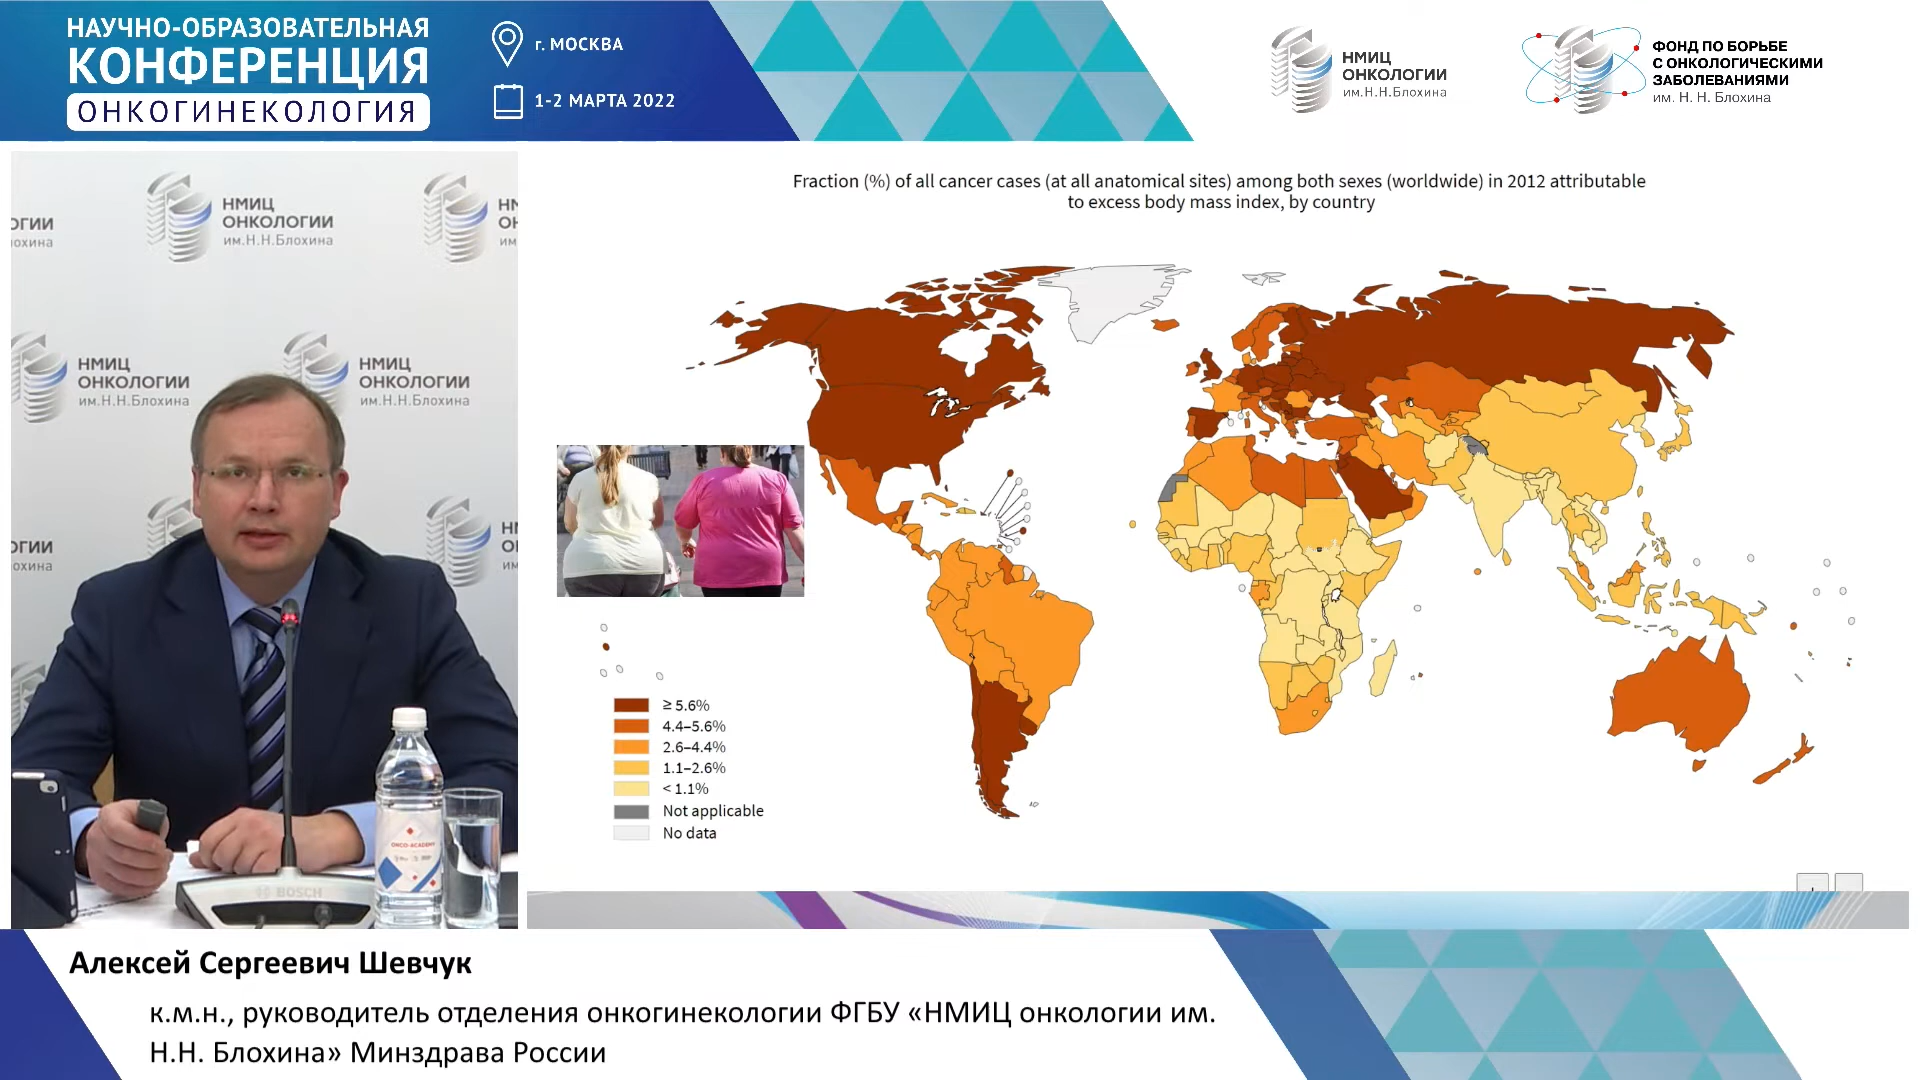 НАУЧНО-ОБРАЗОВАТЕЛЬНАЯ
КОНФЕРЕНЦИЯ
ОНКОГИНЕКОЛОГИЯ
г. МОСКВА
1-2 МАРТА 2022
НМИЦ
ОНКОЛОГИИ
им.Н.Н.Блохина
ФОНД ПО БОРЬБЕ
С ОНКОЛОГИЧЕСКИМИ
ЗАБОЛЕВАНИЯМИ
им. Н. Н. Блохина
НМИЦ
ОНКОЛОГИИ
им.Н.Н.Блохина
НМИЦ
ОНКОЛОГИИ
им.Н.Н.Блохина
НМИЦ
ОНКОЛОГИИ
им.Н.Н.Блохина
ONCO-ACADEMY
BOSCH
Fraction (%) of all cancer cases (at all anatomical sites) among both sexes (worldwide) in 2012 attributable
to excess body mass index, by country
≥ 5.6%
4.4–5.6%
2.6–4.4%
1.1–2.6%
< 1.1%
Not applicable
No data
Алексей Сергеевич Шевчук
к.м.н., руководитель отделения онкогинекологии ФГБУ «НМИЦ онкологии им.
Н.Н. Блохина» Минздрава России